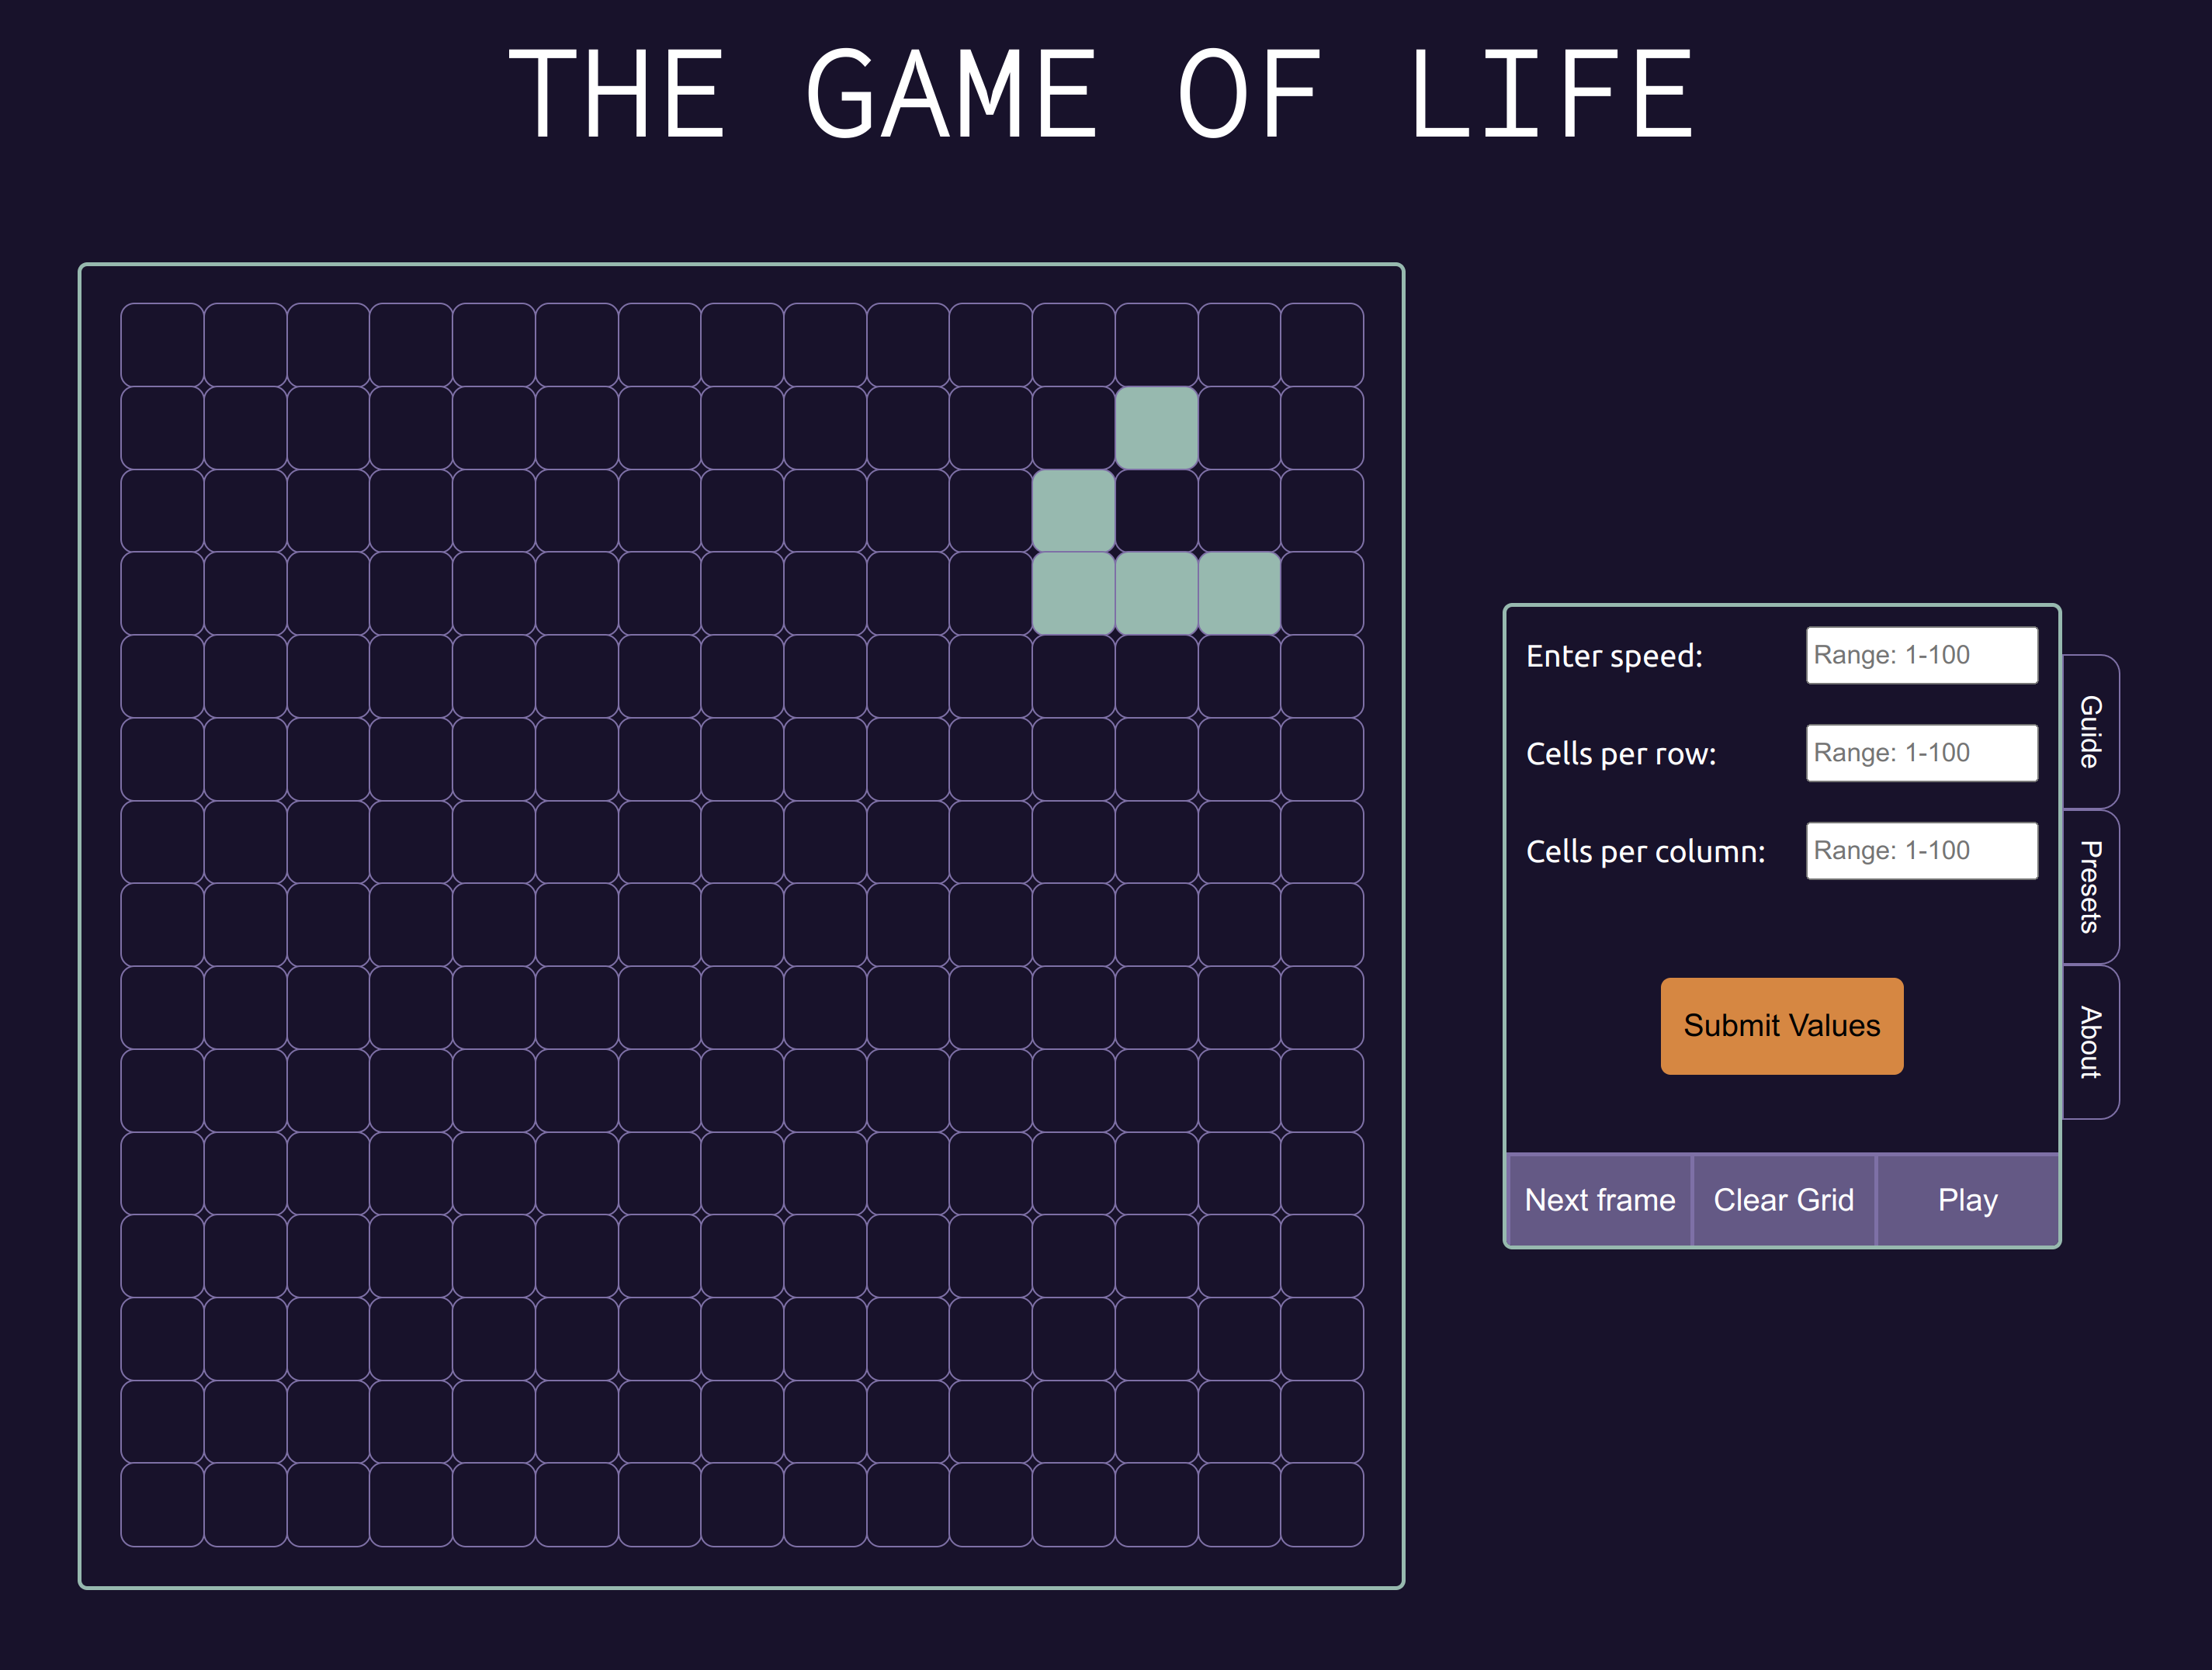 THE GAME OF LIFE
Enter speed:
Range: 1-100
Cells per row:
Range: 1-100
Cells per column:
Range: 1-100
Submit Values
Next frame
Clear Grid
Play
Guide
Presets
About